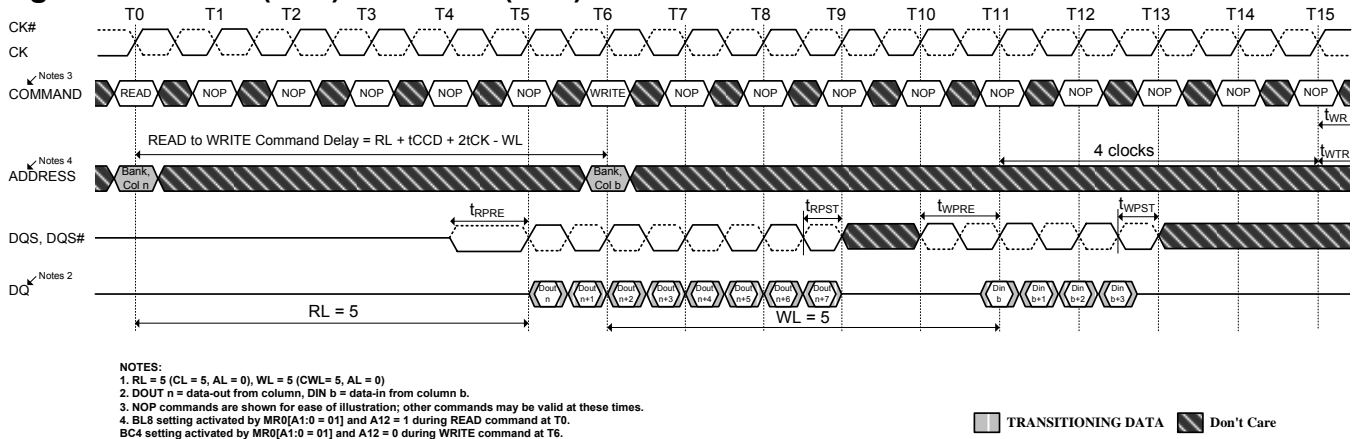 T0 T1 T2 T3 T4 T5 T6 T7 T8 T9 T10 T11 T12 T13 T14 T15
CK#
CK
Notes 3
COMMAND READ NOP NOP NOP NOP NOP WRITE NOP NOP NOP NOP NOP NOP NOP NOP NOP
tWR
READ to WRITE Command Delay = RL + tCCD + 2tCK - WL
4 clocks
tWTR
Notes 4
ADDRESS
Bank, Col n
Bank, Col b
tRPRE tRPST tWPRE tWPST
DQS, DQS#
Notes 2
DQ
Dout n
Dout n+1
Dout n+2
Dout n+3
Dout n+4
Dout n+5
Dout n+6
Dout n+7
Din b
Din b+1
Din b+2
Din b+3
RL = 5
WL = 5
NOTES:
1. RL = 5 (CL = 5, AL = 0), WL = 5 (CWL= 5, AL = 0)
2. DOUT n = data-out from column, DIN b = data-in from column b.
3. NOP commands are shown for ease of illustration; other commands may be valid at these times.
4. BL8 setting activated by MR0[A1:0 = 01] and A12 = 1 during READ command at T0.
BC4 setting activated by MR0[A1:0 = 01] and A12 = 0 during WRITE command at T6.
TRANSITIONING DATA
Don't Care